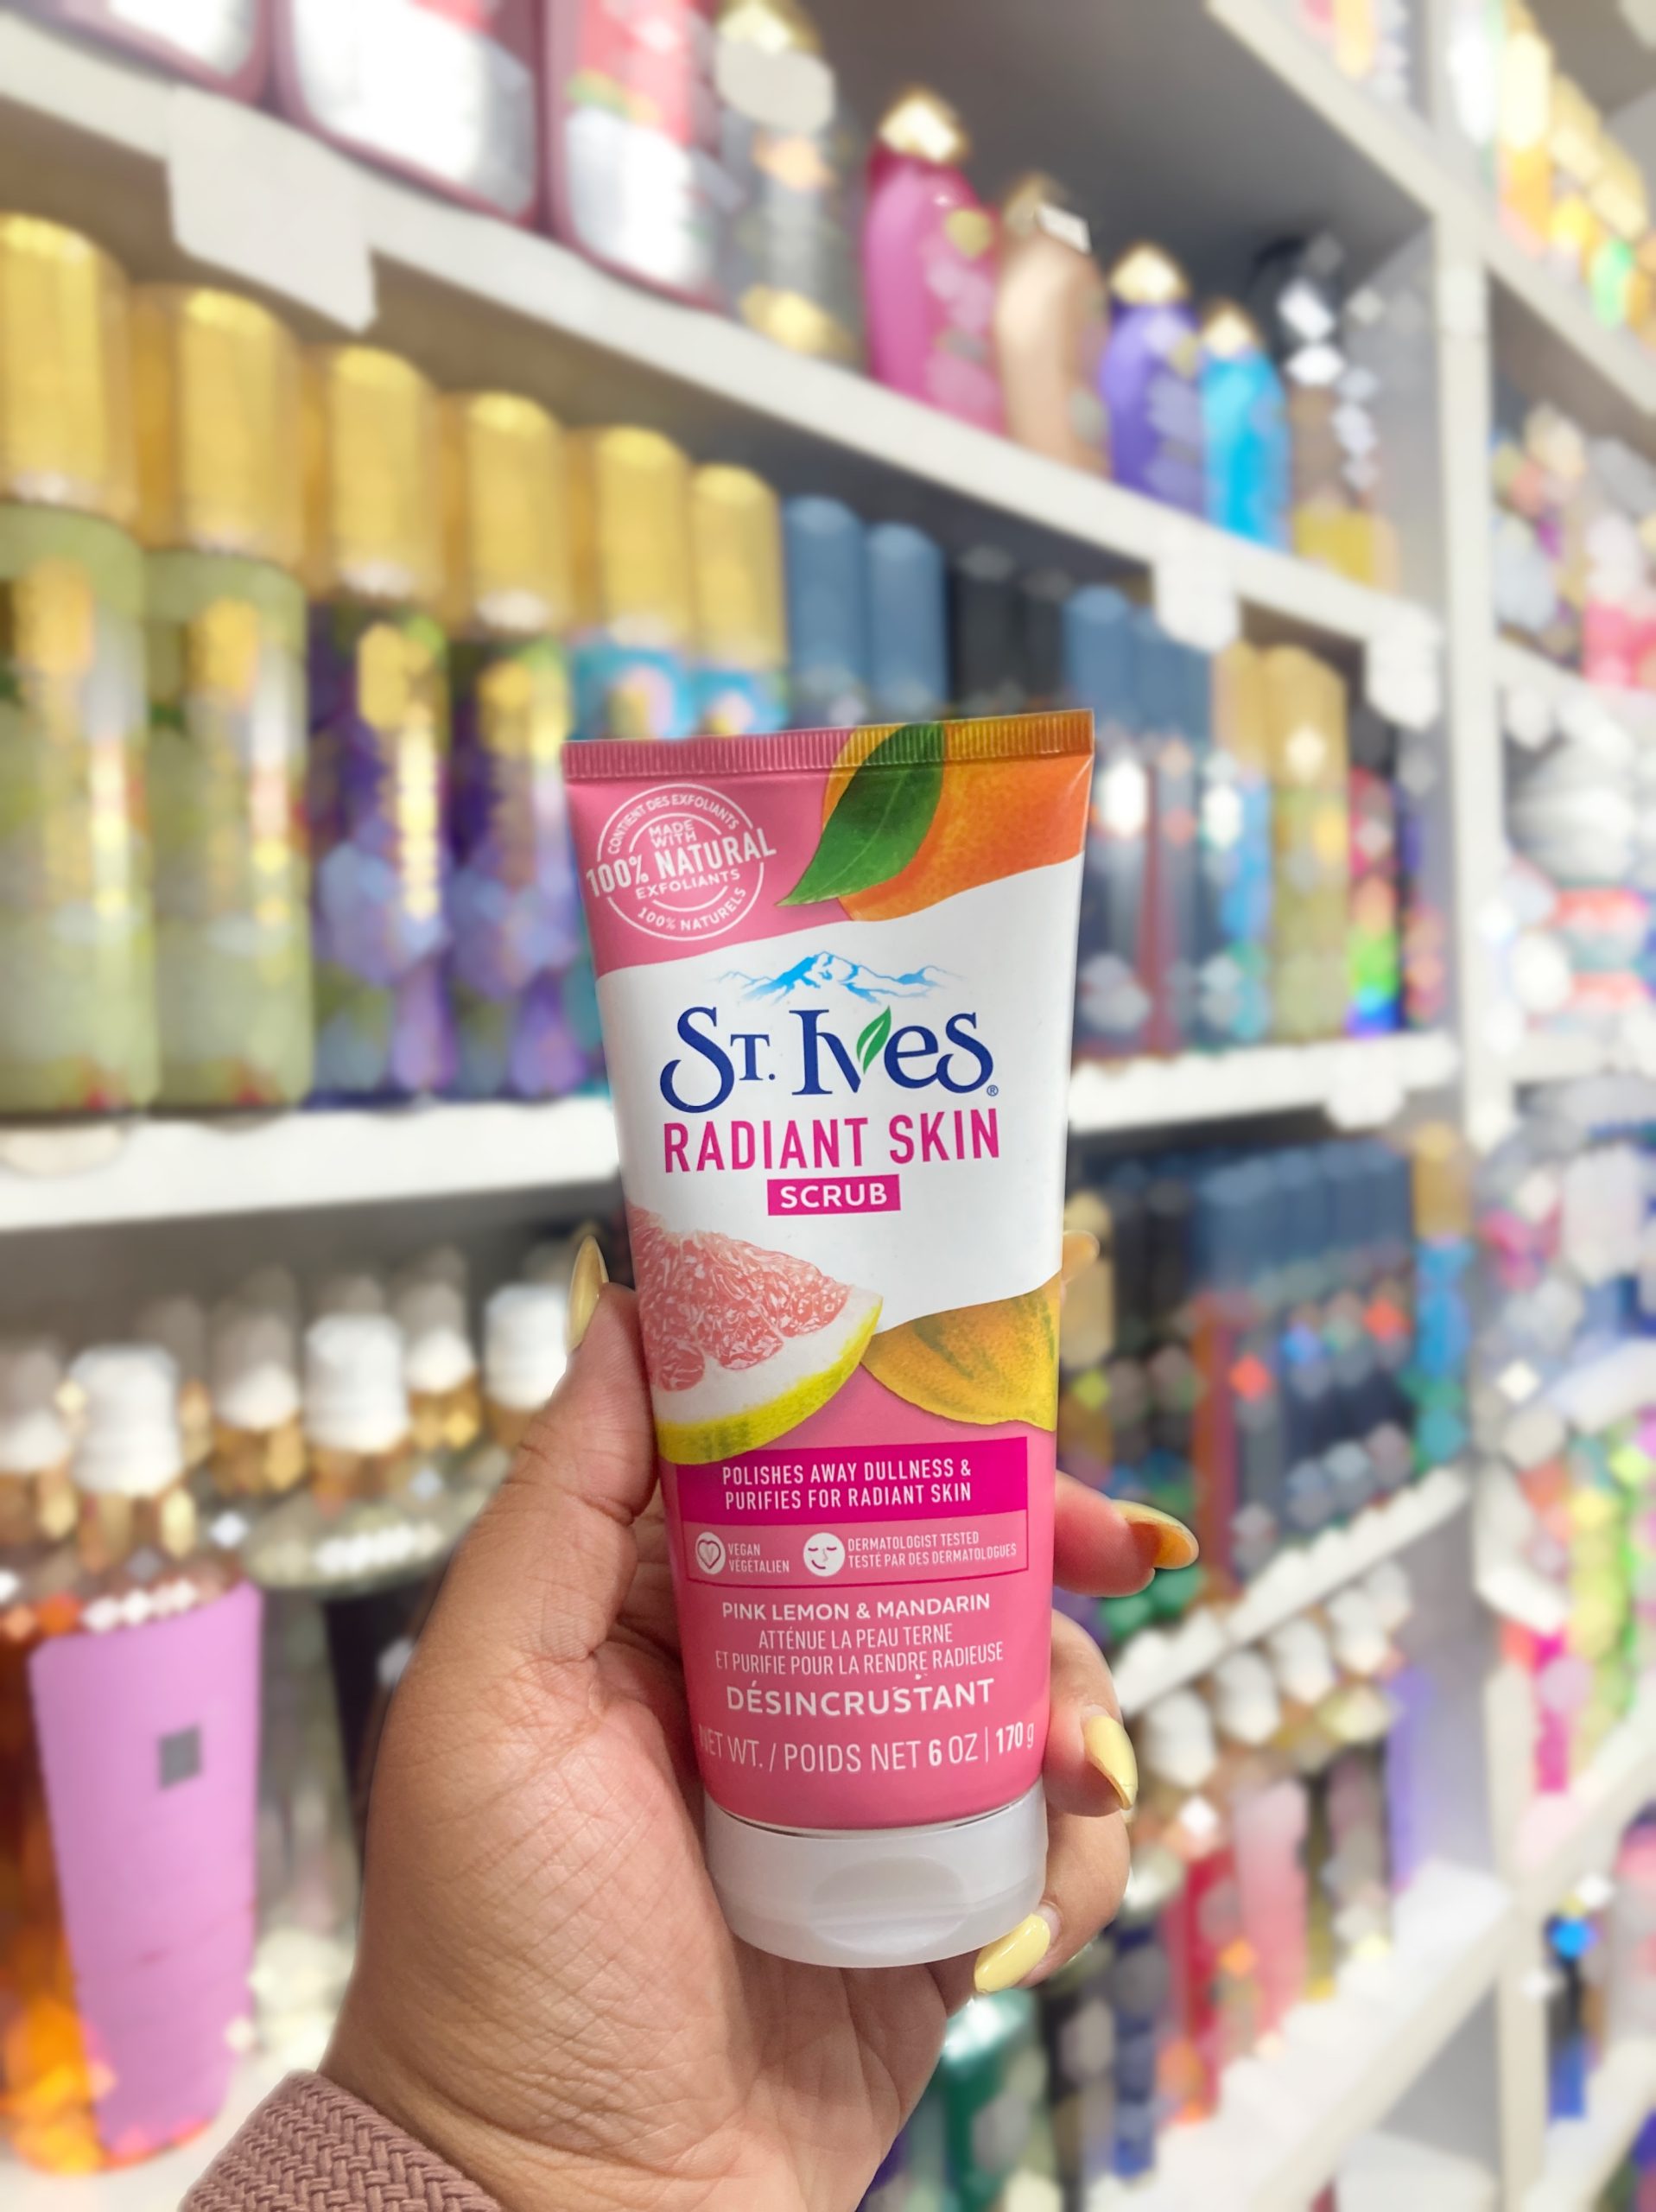 CONTIENT DES EXFOLIANTS
MADE
WITH
100% NATURAL
EXFOLIANTS
100% NATURELS
ST. IVES®
RADIANT SKIN
SCRUB
POLISHES AWAY DULLNESS &
PURIFIES FOR RADIANT SKIN
VEGAN
VÉGÉTALIEN
DERMATOLOGIST TESTED
TESTÉ PAR DES DERMATOLOGUES
PINK LEMON & MANDARIN
ATTÉNUE LA PEAU TERNE
ET PURIFIE POUR LA RENDRE RADIEUSE
DÉSINCRUSTANT
NET WT. / POIDS NET 6 OZ | 170 g